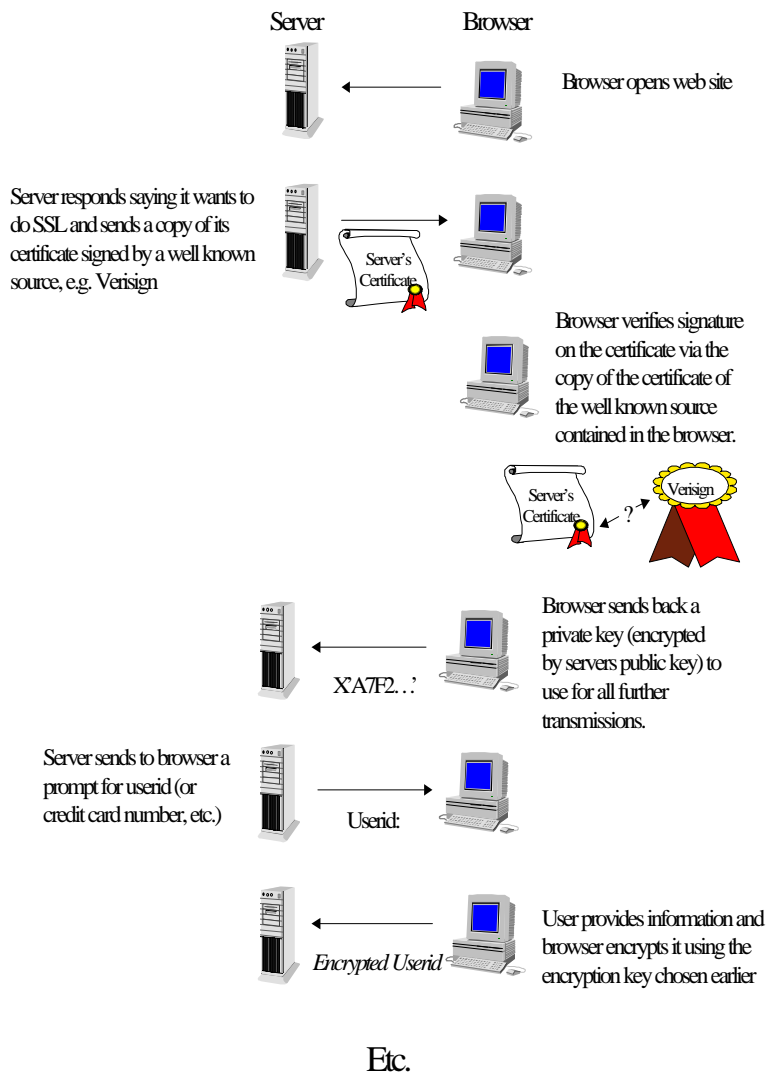 Server
Browser
Browser opens web site
Server responds saying it wants to
do SSL and sends a copy of its
certificate signed by a well known
source, e.g. Verisign
Server's
Certificate
Browser verifies signature
on the certificate via the
copy of the certificate of
the well known source
contained in the browser.
Server's
Certificate
?
Verisign
Browser sends back a
private key (encrypted
by servers public key) to
use for all further
transmissions.
X'A7F2…'
Server sends to browser a
prompt for userid (or
credit card number, etc.)
Userid:
User provides information and
browser encrypts it using the
encryption key chosen earlier
Encrypted Userid
Etc.